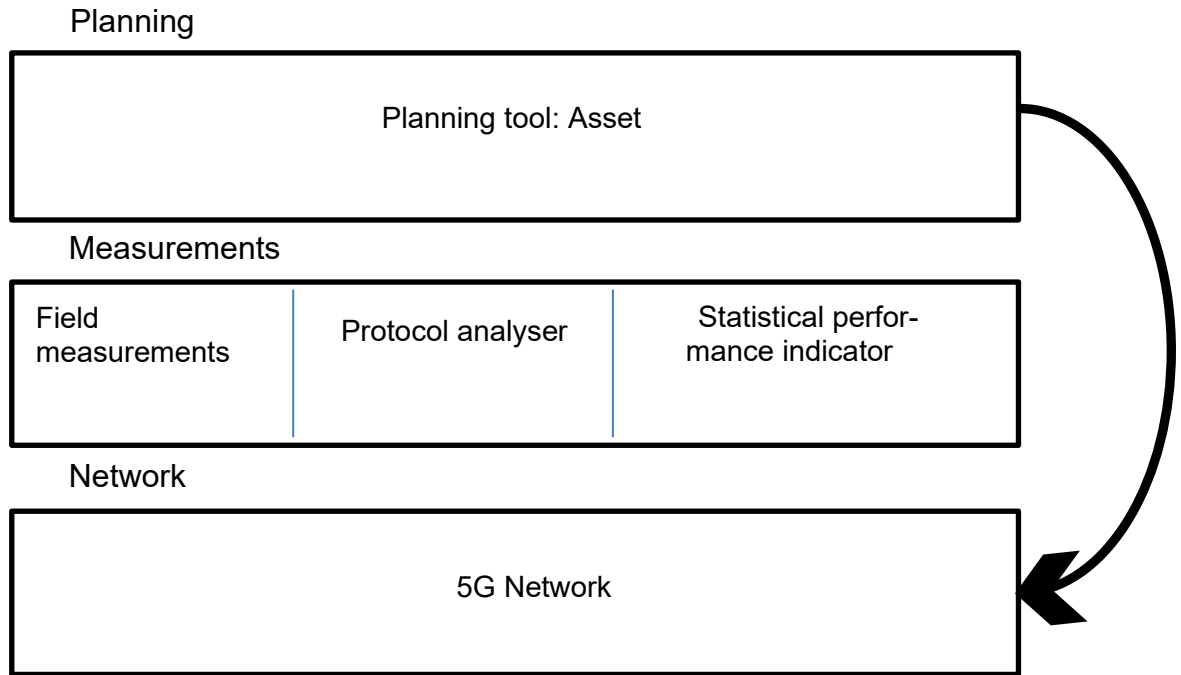 Planning
Planning tool: Asset
Measurements
Field
measurements
Protocol analyser
Statistical perfor-
mance indicator
Network
5G Network